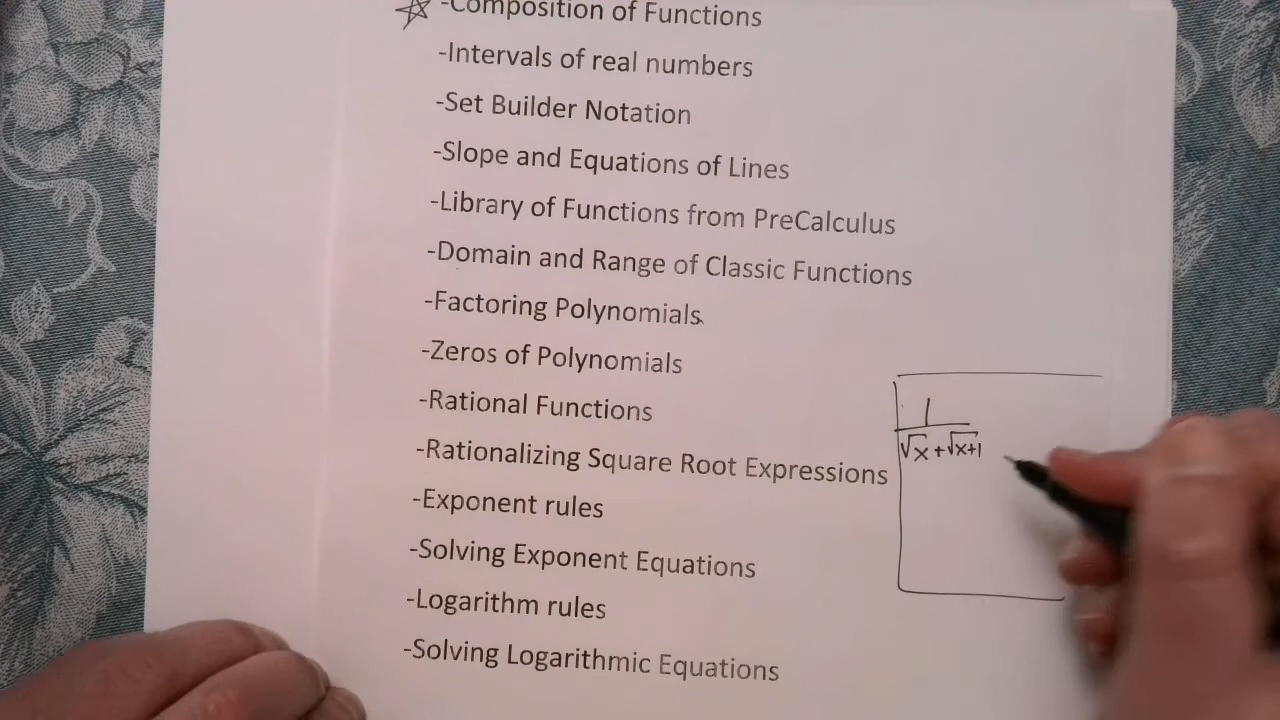 -Composition of Functions
-Intervals of real numbers
-Set Builder Notation
-Slope and Equations of Lines
-Library of Functions from PreCalculus
-Domain and Range of Classic Functions
-Factoring Polynomials
-Zeros of Polynomials
-Rational Functions
-Rationalizing Square Root Expressions
-Exponent rules
-Solving Exponent Equations
-Logarithm rules
-Solving Logarithmic Equations
1
√x + √x+1